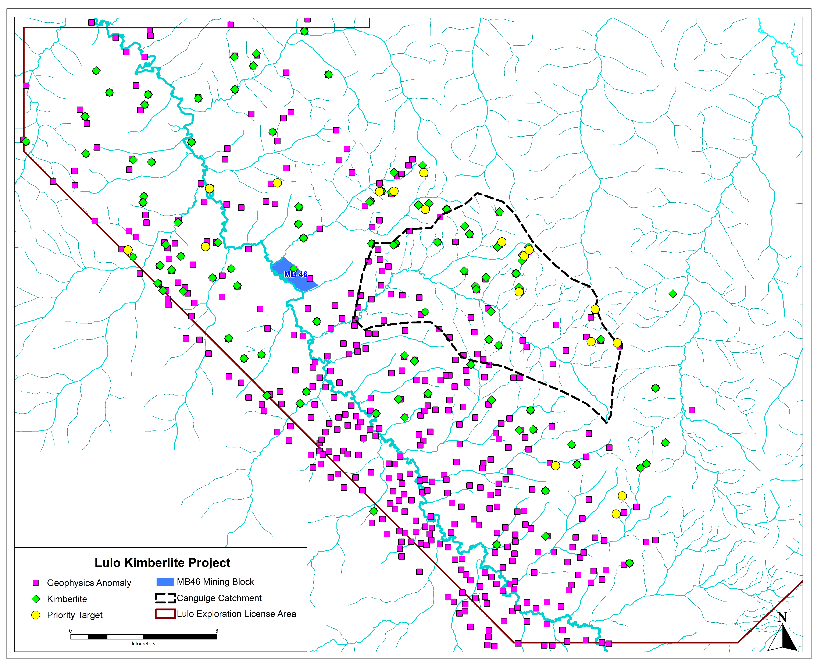 MB46
Lulo Kimberlite Project
Geophysics Anomaly
MB46 Mining Block
Kimberlite
Canguige Catchment
Priority Target
Lulo Exploration License Area
N